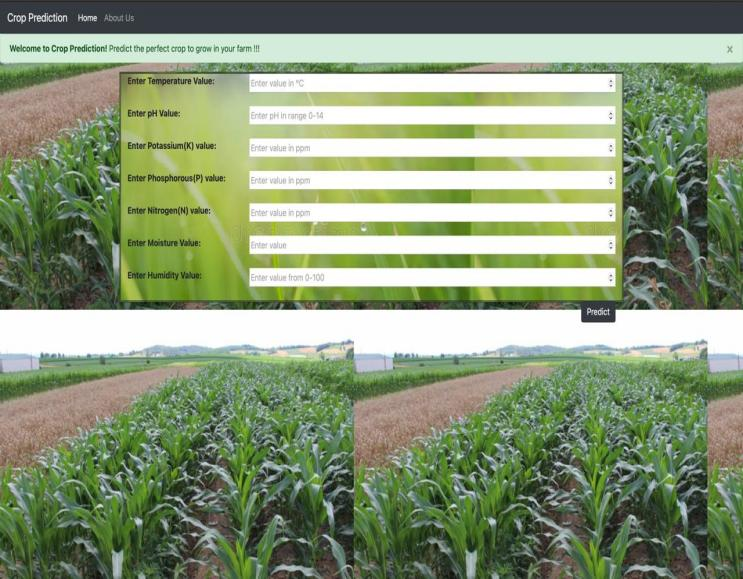 Crop Prediction Home About Us
Welcome to Crop Prediction! Predict the perfect crop to grow in your farm !!! ×
Enter Temperature Value: Enter value in °C
Enter pH Value: Enter pH in range 0-14
Enter Potassium(K) value: Enter value in ppm
Enter Phosphorous(P) value: Enter value in ppm
Enter Nitrogen(N) value: Enter value in ppm
Enter Moisture Value: Enter value
Enter Humidity Value: Enter value from 0-100
Predict